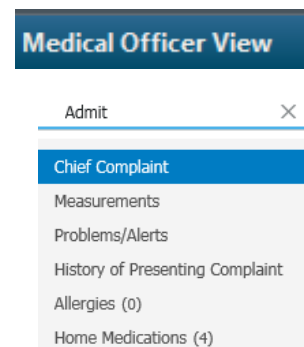 Medical Officer View
Admit
Chief Complaint
Measurements
Problems/Alerts
History of Presenting Complaint
Allergies (0)
Home Medications (4)